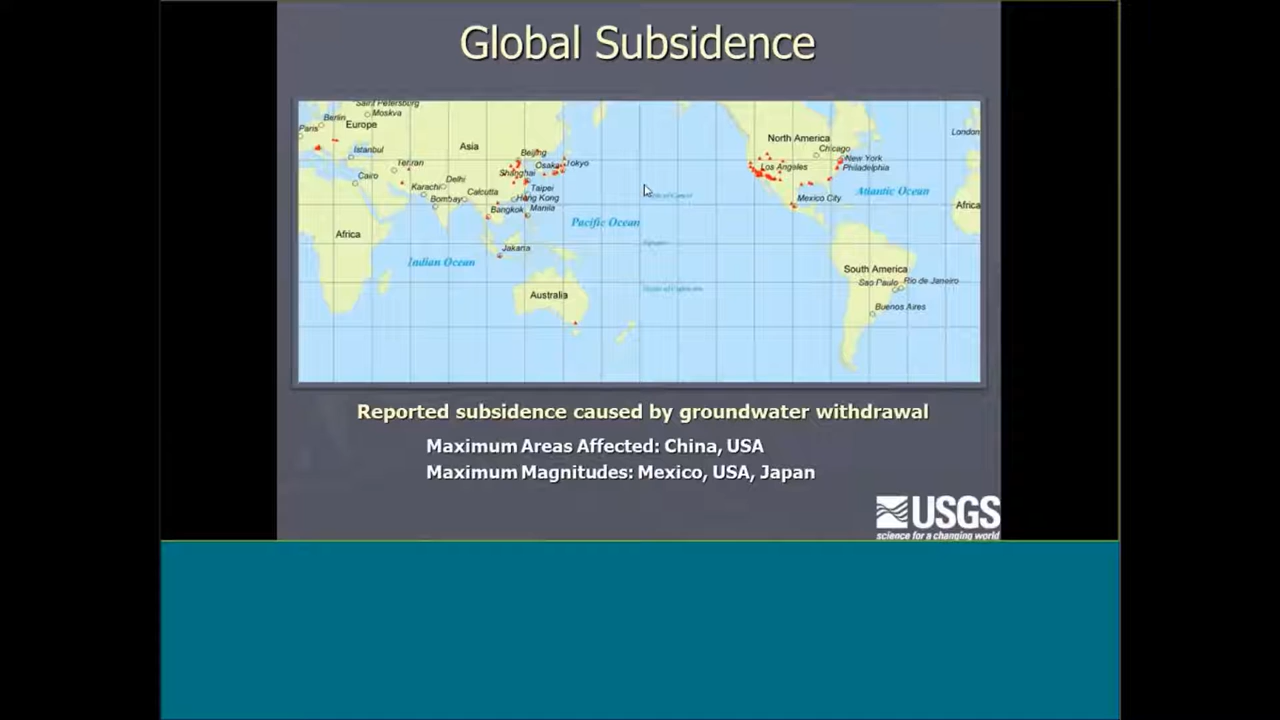 Global Subsidence
Saint Petersburg
Moskva
Berlin
Paris
Europe
Istanbul
Cairo
Asia
Beijing
Tokyo
Osaka
Shanghai
Delhi
Karachi
Calcutta
Taipei
Hong Kong
Bombay
Bangkok
Manila
Africa
Jakarta
Indian Ocean
Pacific Ocean
Australia
North America
Chicago
New York
Los Angeles
Philadelphia
Mexico City
Atlantic Ocean
London
Africa
South America
Sao Paulo
Rio de Janeiro
Buenos Aires
Reported subsidence caused by groundwater withdrawal
Maximum Areas Affected: China, USA
Maximum Magnitudes: Mexico, USA, Japan
USGS
science for a changing world